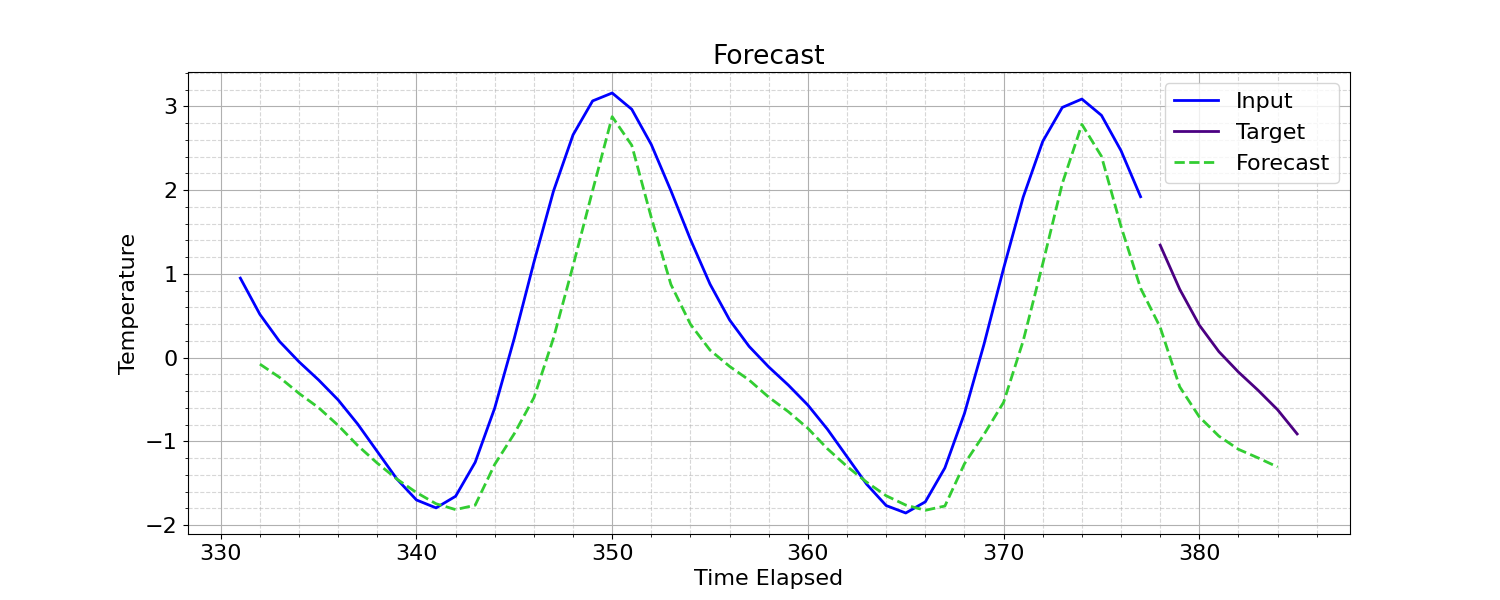 Forecast
Input
Target
Forecast
3
2
1
0
−1
−2
Temperature
330 340 350 360 370 380
Time Elapsed